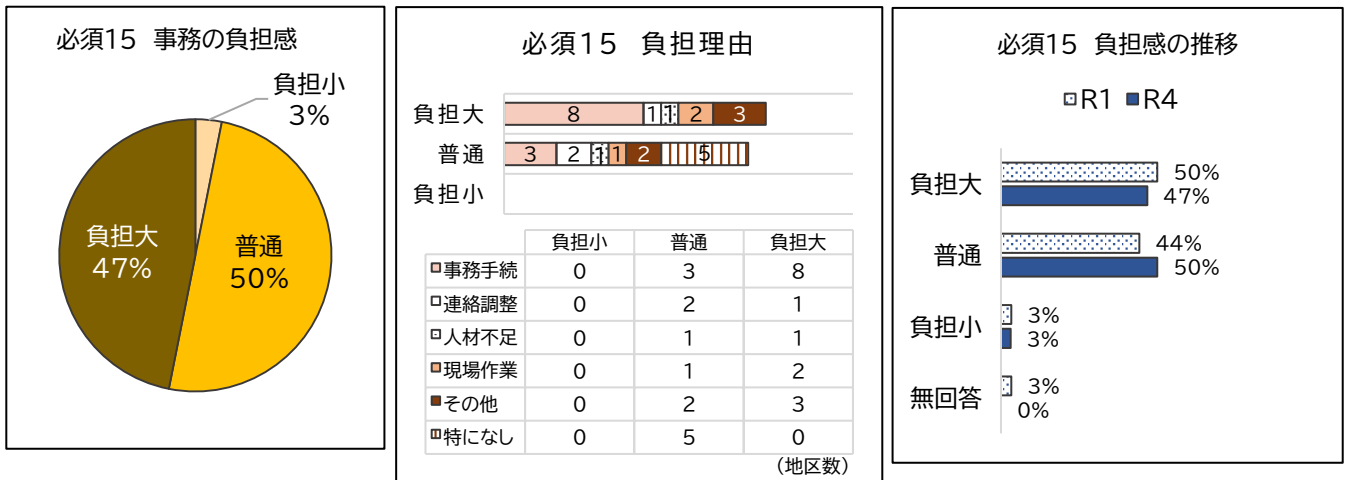 必須15 事務の負担感
負担小
3%
負担大
47%
普通
50%
必須15 負担理由
負担大 8 1 1 2 3
普通 3 2 1 1 2 5
負担小
負担小 普通 負担大
事務手続 0 3 8
連絡調整 0 2 1
人材不足 0 1 1
現場作業 0 1 2
その他 0 2 3
特になし 0 5 0
(地区数)
必須15 負担感の推移
R1 R4
負担大 50%
47%
普通 44%
50%
負担小 3%
3%
無回答 3%
0%